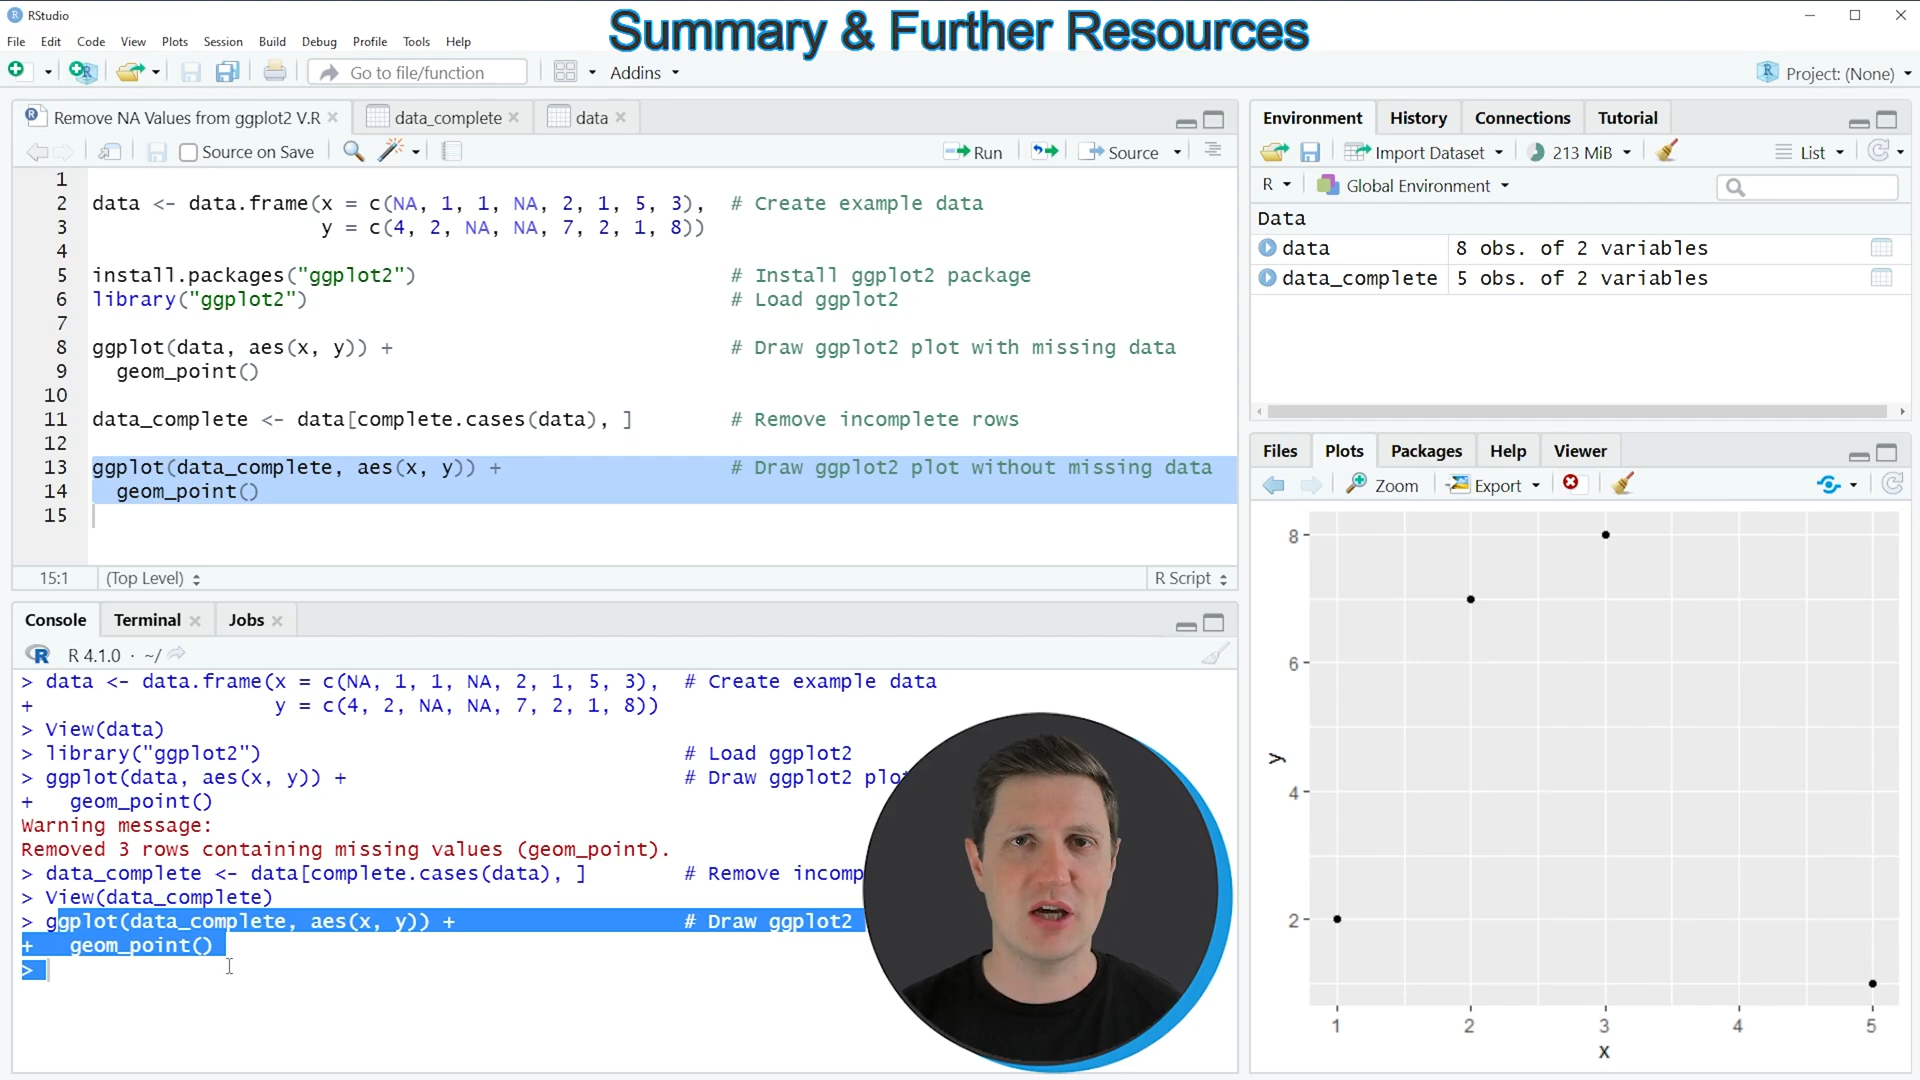 RStudio
Summary & Further Resources
File Edit Code View Plots Session Build Debug Profile Tools Help
Go to file/function
Addins
Project: (None)
Remove NA Values from ggplot2 V.R
data_complete
data
Source on Save
Run
Source
1
2 data <- data.frame(x = c(NA, 1, 1, NA, 2, 1, 5, 3), # Create example data
3 y = c(4, 2, NA, NA, 7, 2, 1, 8))
4
5 install.packages("ggplot2") # Install ggplot2 package
6 library("ggplot2") # Load ggplot2
7
8 ggplot(data, aes(x, y)) + # Draw ggplot2 plot with missing data
9 geom_point()
10
11 data_complete <- data[complete.cases(data), ] # Remove incomplete rows
12
13 ggplot(data_complete, aes(x, y)) + # Draw ggplot2 plot without missing data
14 geom_point()
15
15:1 (Top Level) R Script
Console Terminal Jobs
R R 4.1.0 · ~/
> data <- data.frame(x = c(NA, 1, 1, NA, 2, 1, 5, 3), # Create example data
+ y = c(4, 2, NA, NA, 7, 2, 1, 8))
> View(data)
> library("ggplot2") # Load ggplot2
> ggplot(data, aes(x, y)) + # Draw ggplot2 plo
+ geom_point()
Warning message:
Removed 3 rows containing missing values (geom_point).
> data_complete <- data[complete.cases(data), ] # Remove incomp
> View(data_complete)
> ggplot(data_complete, aes(x, y)) + # Draw ggplot2
+ geom_point()
>
Environment History Connections Tutorial
Import Dataset 213 MiB List
R Global Environment
Data
data 8 obs. of 2 variables
data_complete 5 obs. of 2 variables
Files Plots Packages Help Viewer
Zoom Export
8
6
4
2
y
1 2 3 4 5
x